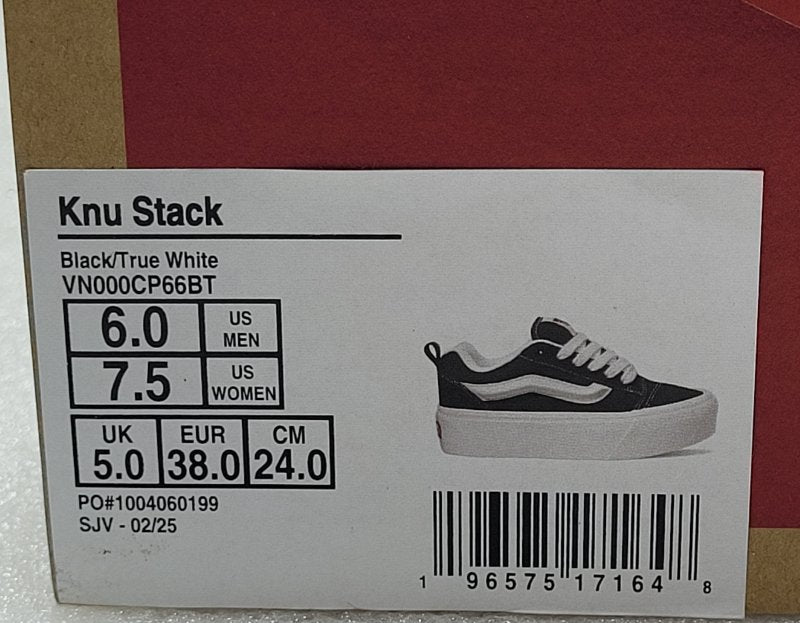 Knu Stack
Black/True White
VN000CP66BT
6.0 US MEN
7.5 US WOMEN
UK EUR CM
5.0 38.0 24.0
PO#1004060199
SJV - 02/25
1 96575 17164 8